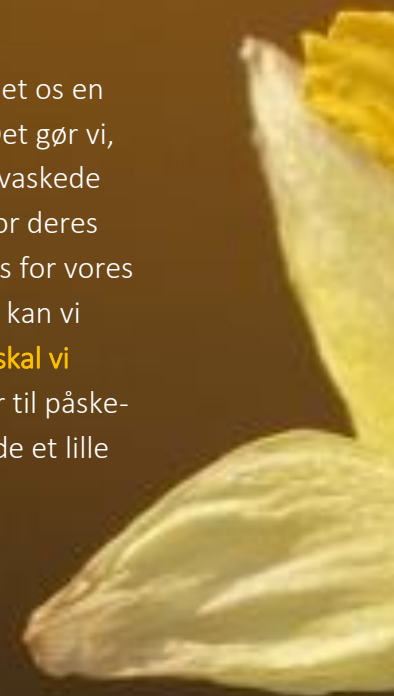 et os en
et gør vi,
vaskede
or deres
s for vores
kan vi
skal vi
r til påske-
de et lille